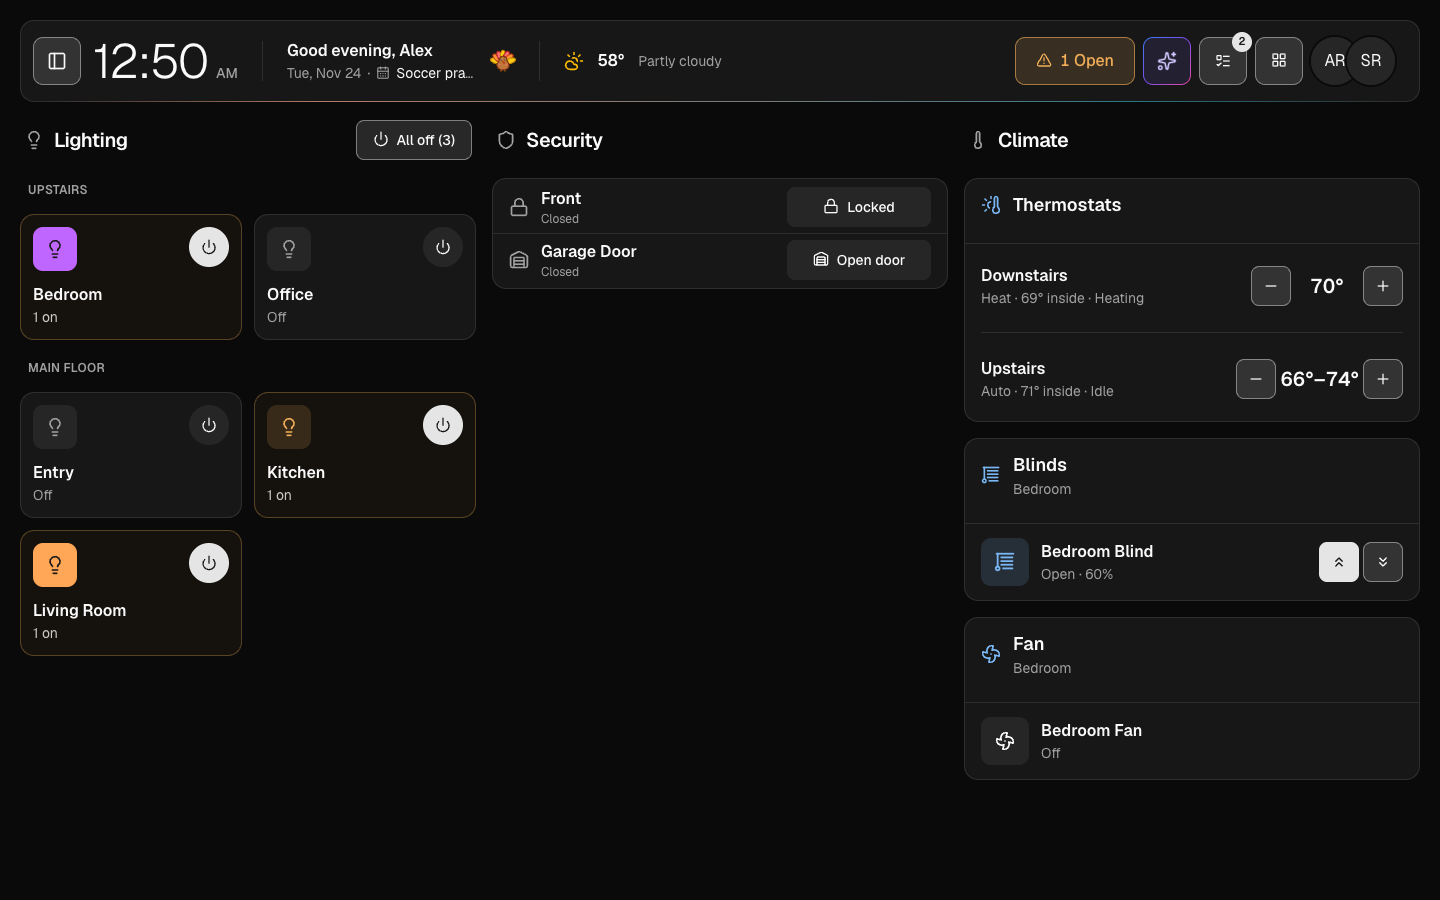 12:50 AM
Good evening, Alex
Tue, Nov 24 · Soccer pra...
58° Partly cloudy
1 Open
2
AR
SR
Lighting
All off (3)
UPSTAIRS
Bedroom
1 on
Office
Off
MAIN FLOOR
Entry
Off
Kitchen
1 on
Living Room
1 on
Security
Front
Closed
Locked
Garage Door
Closed
Open door
Climate
Thermostats
Downstairs
Heat · 69° inside · Heating
70°
Upstairs
Auto · 71° inside · Idle
66°–74°
Blinds
Bedroom
Bedroom Blind
Open · 60%
Fan
Bedroom
Bedroom Fan
Off